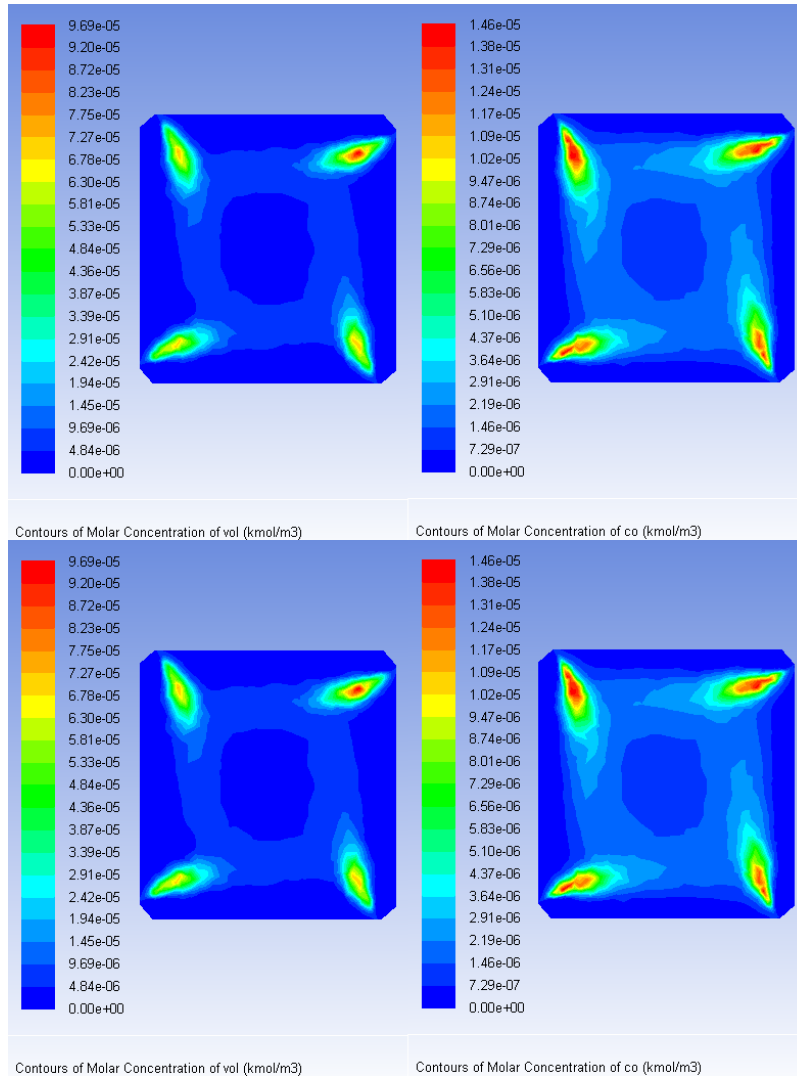 9.69e-05
9.20e-05
8.72e-05
8.23e-05
7.75e-05
7.27e-05
6.78e-05
6.30e-05
5.81e-05
5.33e-05
4.84e-05
4.36e-05
3.87e-05
3.39e-05
2.91e-05
2.42e-05
1.94e-05
1.45e-05
9.69e-06
4.84e-06
0.00e+00
Contours of Molar Concentration of vol (kmol/m3)
1.46e-05
1.38e-05
1.31e-05
1.24e-05
1.17e-05
1.09e-05
1.02e-05
9.47e-06
8.74e-06
8.01e-06
7.29e-06
6.56e-06
5.83e-06
5.10e-06
4.37e-06
3.64e-06
2.91e-06
2.19e-06
1.46e-06
7.29e-07
0.00e+00
Contours of Molar Concentration of co (kmol/m3)
9.69e-05
9.20e-05
8.72e-05
8.23e-05
7.75e-05
7.27e-05
6.78e-05
6.30e-05
5.81e-05
5.33e-05
4.84e-05
4.36e-05
3.87e-05
3.39e-05
2.91e-05
2.42e-05
1.94e-05
1.45e-05
9.69e-06
4.84e-06
0.00e+00
Contours of Molar Concentration of vol (kmol/m3)
1.46e-05
1.38e-05
1.31e-05
1.24e-05
1.17e-05
1.09e-05
1.02e-05
9.47e-06
8.74e-06
8.01e-06
7.29e-06
6.56e-06
5.83e-06
5.10e-06
4.37e-06
3.64e-06
2.91e-06
2.19e-06
1.46e-06
7.29e-07
0.00e+00
Contours of Molar Concentration of co (kmol/m3)